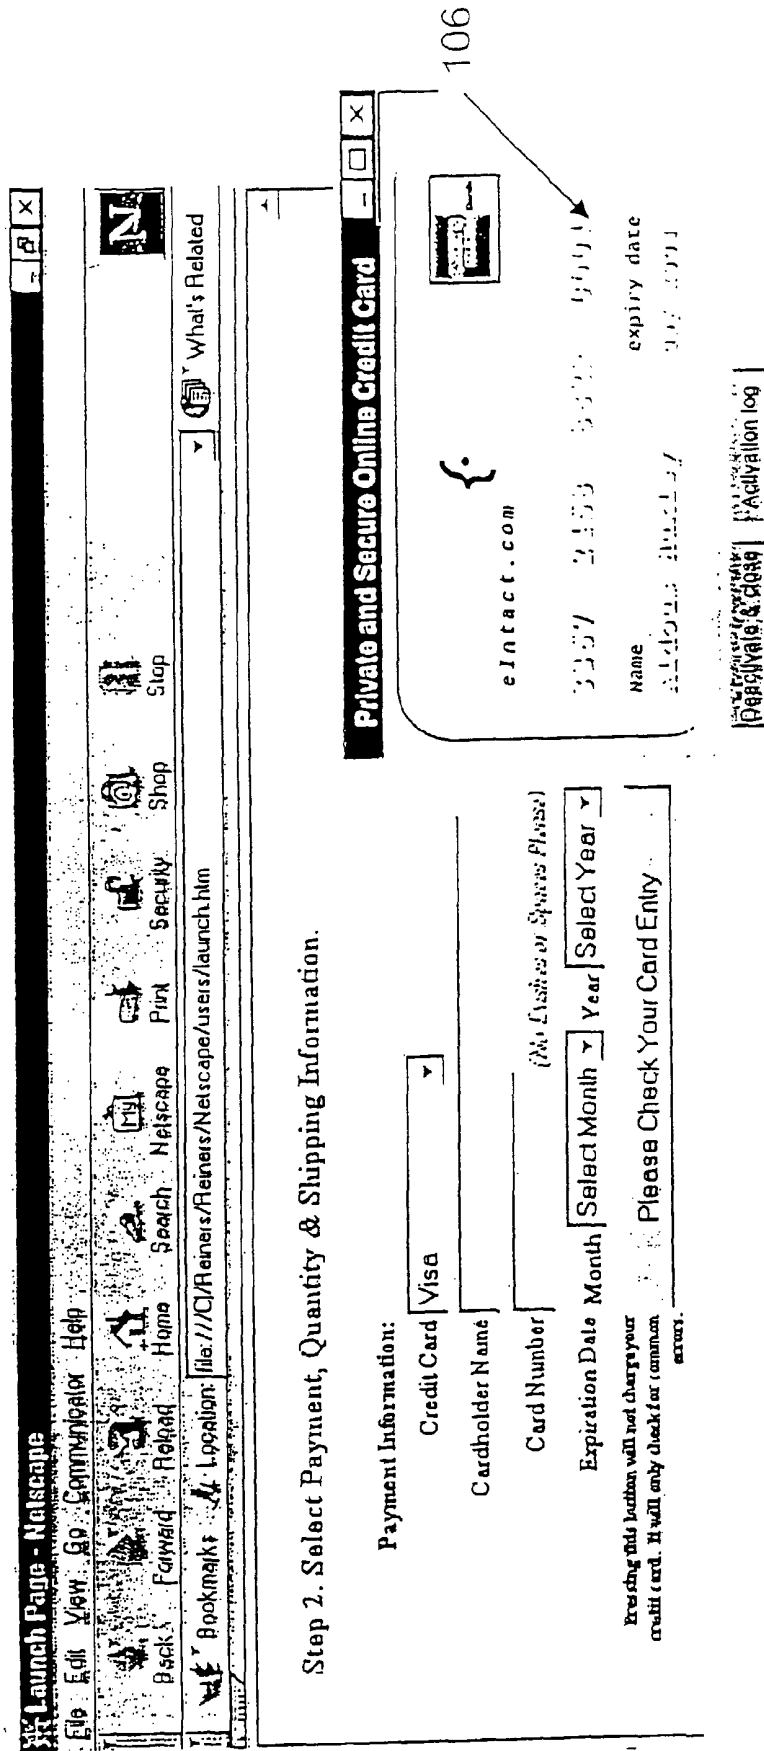 Launch Page - Netscape
File Edit View Go Communicator Help
Back Forward Reload Home Search Netscape Print Security Shop Stop
My
N
Bookmarks Location: file:///C|/Reiners/Reiners/Netscape/users/launch.htm What's Related
Step 2. Select Payment, Quantity & Shipping Information.
Payment Information:
Credit Card Visa
Cardholder Name
Card Number (No Dashes or Spaces Please)
Expiration Date Month Select Month Year Select Year
Pressing this button will not charge your
credit card. It will only check for common
errors.
Please Check Your Card Entry
Private and Secure Online Credit Card
eIntact.com
Name expiry date
Deactivate & close Activation log
106